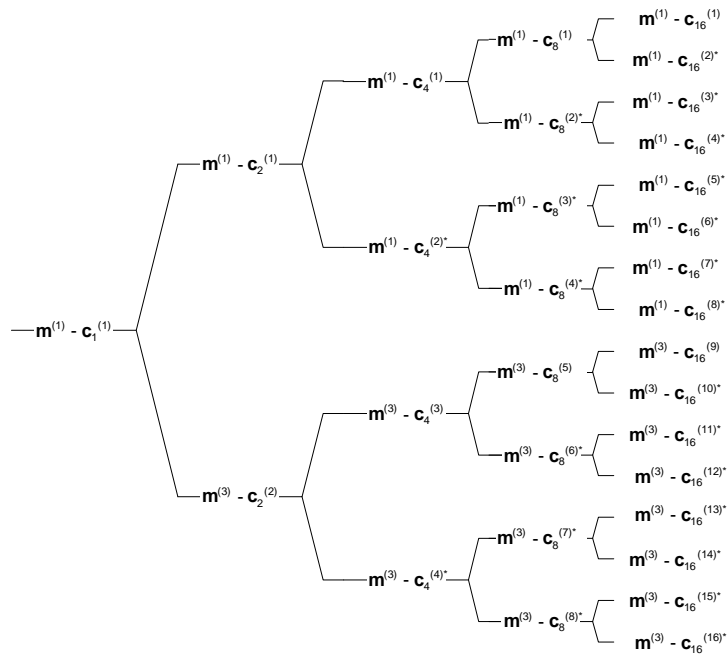 m(1) - c16(1)
m(1) - c8(1)
m(1) - c16(2)*
m(1) - c4(1)
m(1) - c16(3)*
m(1) - c8(2)*
m(1) - c16(4)*
m(1) - c2(1)
m(1) - c16(5)*
m(1) - c8(3)*
m(1) - c16(6)*
m(1) - c4(2)*
m(1) - c16(7)*
m(1) - c8(4)*
m(1) - c16(8)*
m(1) - c1(1)
m(3) - c16(9)
m(3) - c8(5)
m(3) - c16(10)*
m(3) - c4(3)
m(3) - c16(11)*
m(3) - c8(6)*
m(3) - c16(12)*
m(3) - c2(2)
m(3) - c16(13)*
m(3) - c8(7)*
m(3) - c16(14)*
m(3) - c4(4)*
m(3) - c16(15)*
m(3) - c8(8)*
m(3) - c16(16)*